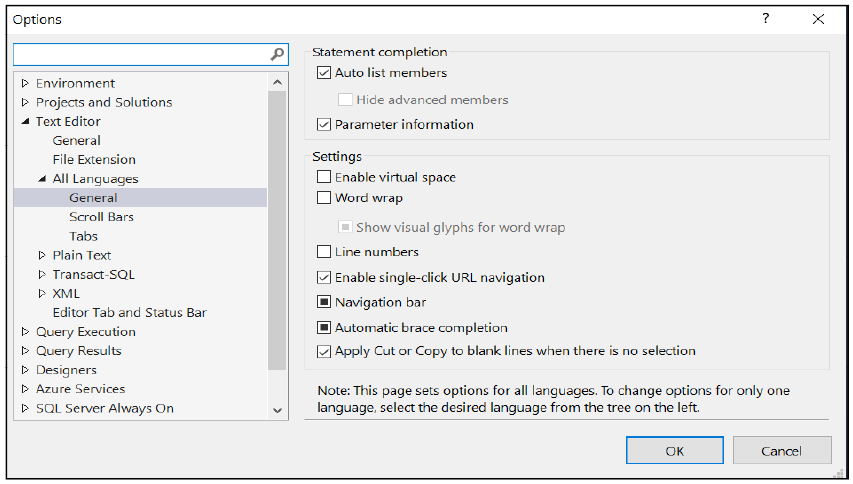 Options
?
Environment
Projects and Solutions
Text Editor
General
File Extension
All Languages
General
Scroll Bars
Tabs
Plain Text
Transact-SQL
XML
Editor Tab and Status Bar
Query Execution
Query Results
Designers
Azure Services
SQL Server Always On
Statement completion
Auto list members
Hide advanced members
Parameter information
Settings
Enable virtual space
Word wrap
Show visual glyphs for word wrap
Line numbers
Enable single-click URL navigation
Navigation bar
Automatic brace completion
Apply Cut or Copy to blank lines when there is no selection
Note: This page sets options for all languages. To change options for only one
language, select the desired language from the tree on the left.
OK
Cancel